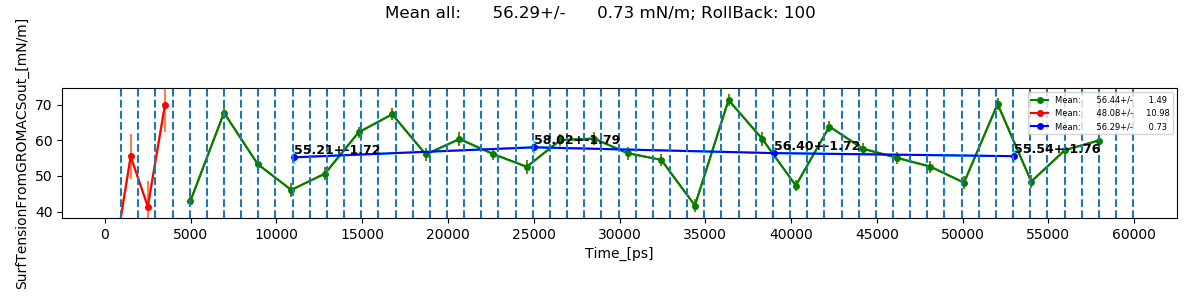 Mean all: 56.29+/- 0.73 mN/m; RollBack: 100
SurfTensionFromGROMACSout_[mN/m]
70
60
50
40
Mean: 56.44+/- 1.49
Mean: 48.08+/- 10.98
Mean: 56.29+/- 0.73
55.21+-1.72
58.02+-1.79
56.40+-1.72
55.54+-1.76
0 5000 10000 15000 20000 25000 30000 35000 40000 45000 50000 55000 60000
Time_[ps]